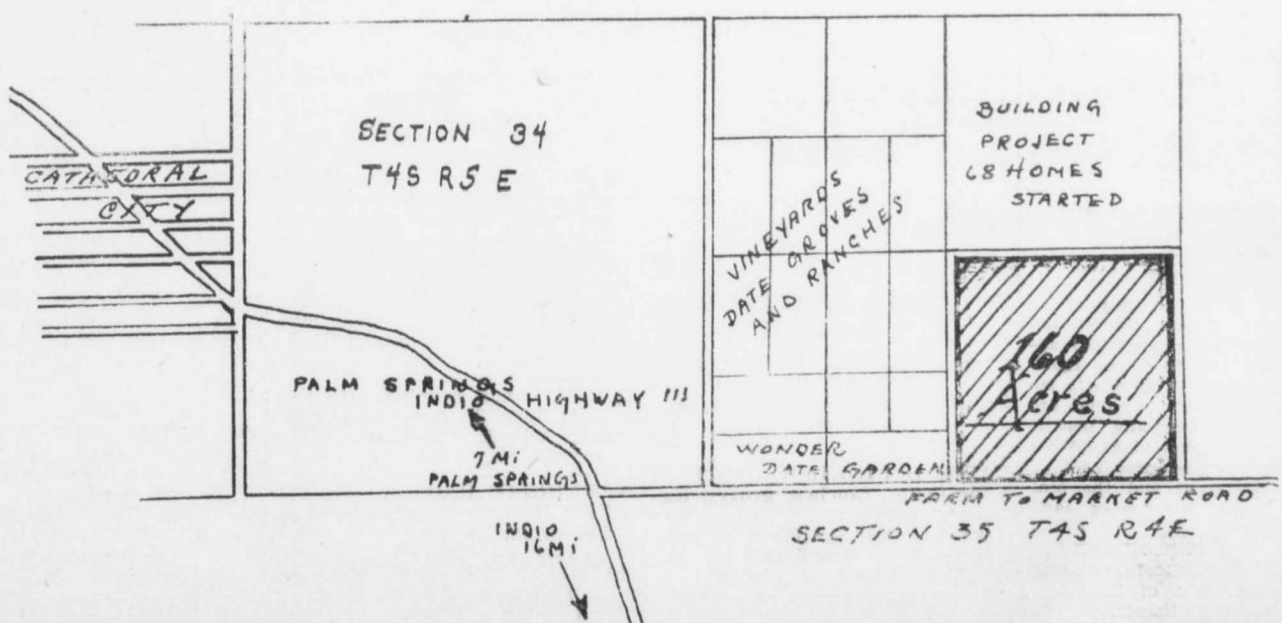 SECTION 34
T4S R5E
CATHEDRAL
CITY
BUILDING
PROJECT
68 HOMES
STARTED
VINEYARDS
DATE GROVES
AND RANCHES
160
Acres
PALM SPRINGS
INDIO HIGHWAY 111
7 Mi
PALM SPRINGS
WONDER
DATE GARDEN
FARM TO MARKET ROAD
INDIO
16 Mi
SECTION 35 T4S R4E